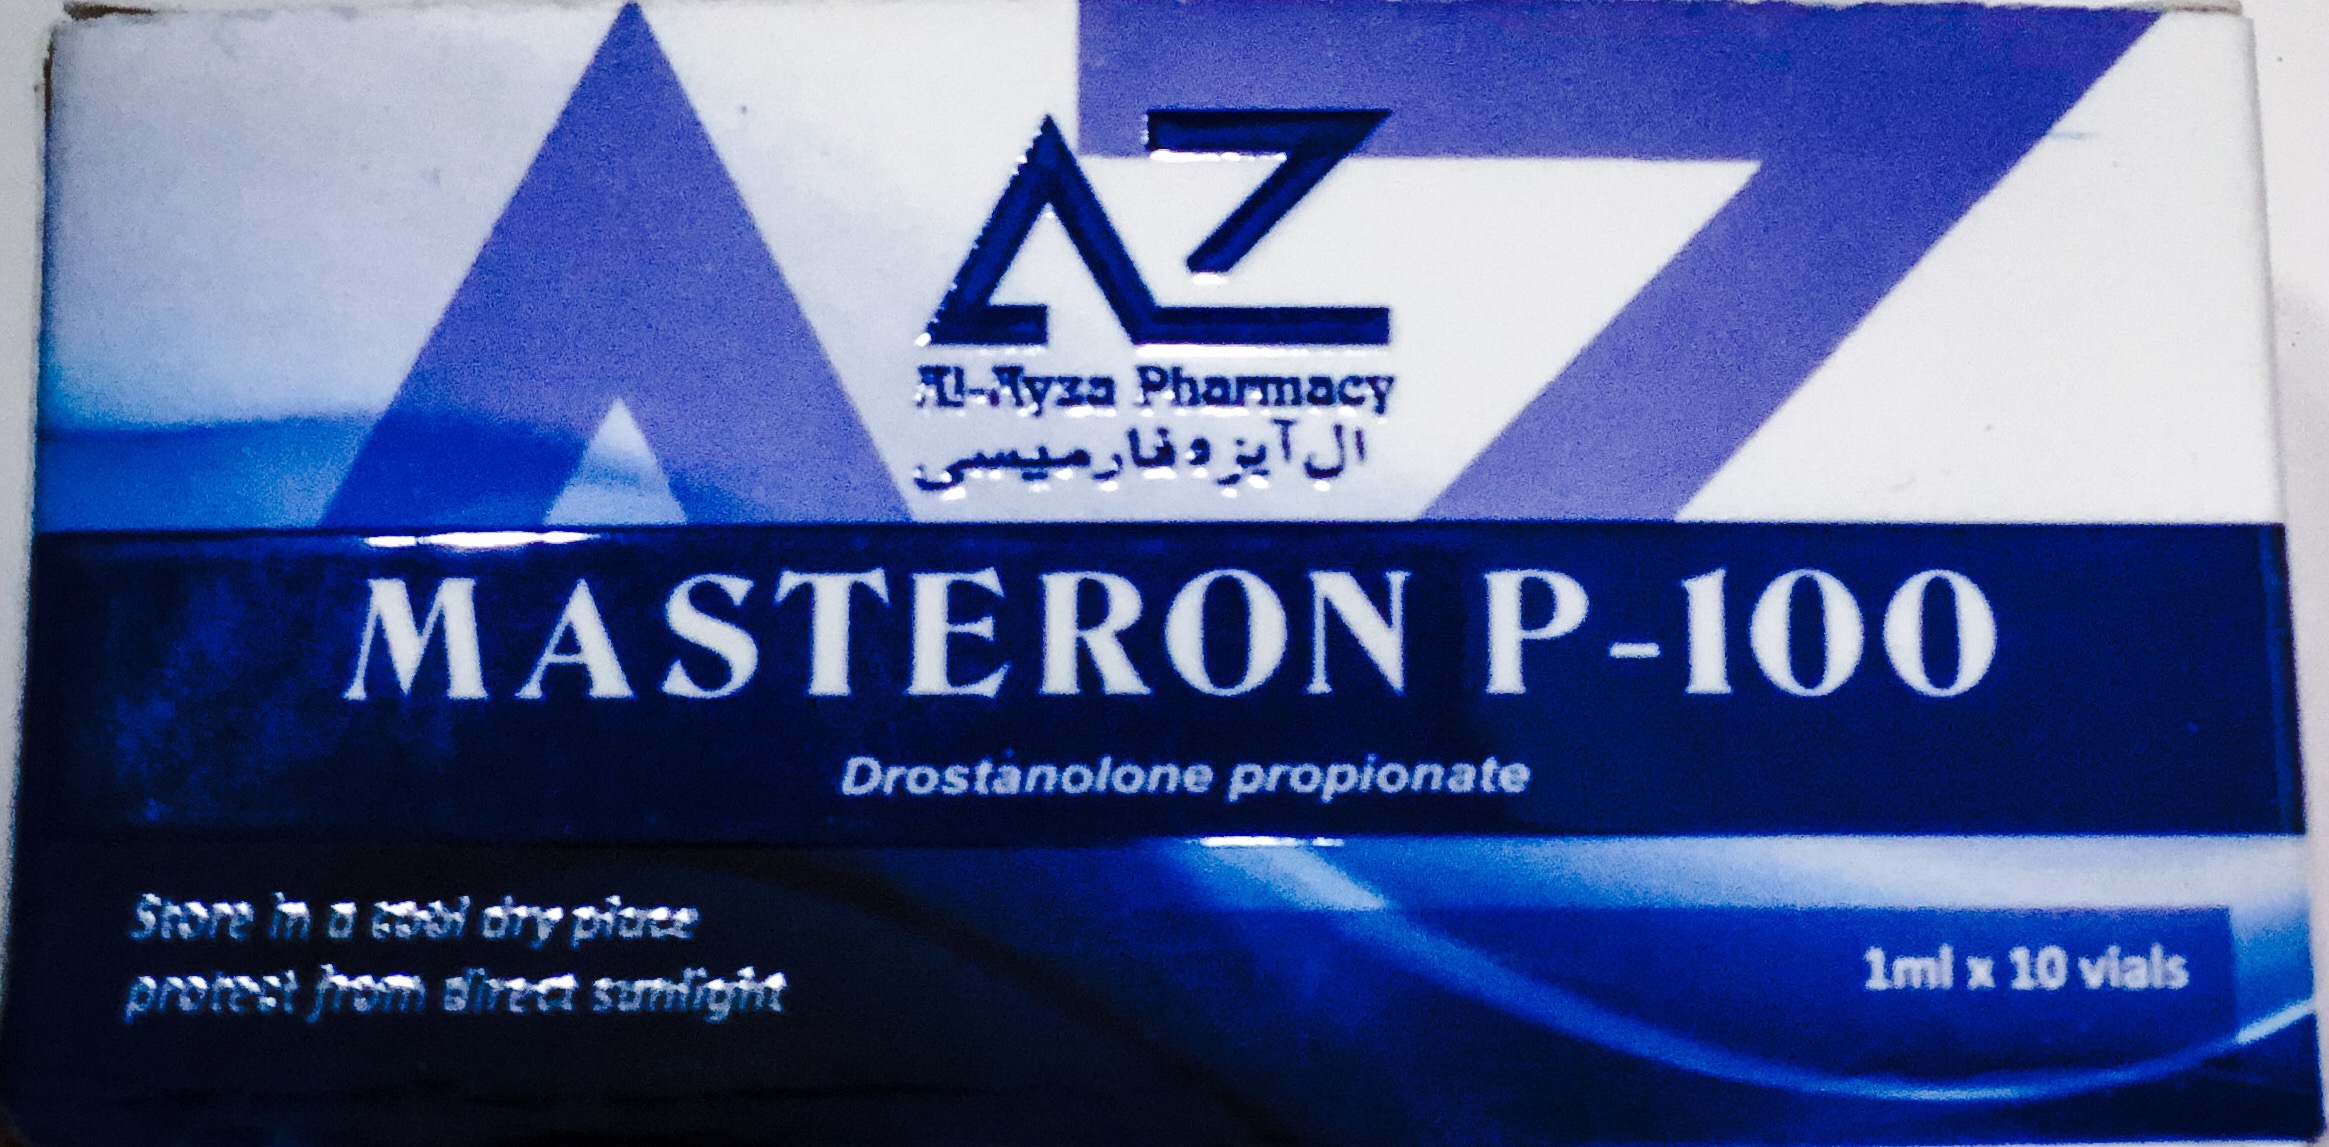 AZ
Al-Ayza Pharmacy
ال آیزہ فارمیسی
MASTERON P-100
Drostanolone propionate
Store in a cool dry place
protect from direct sunlight
1ml x 10 vials